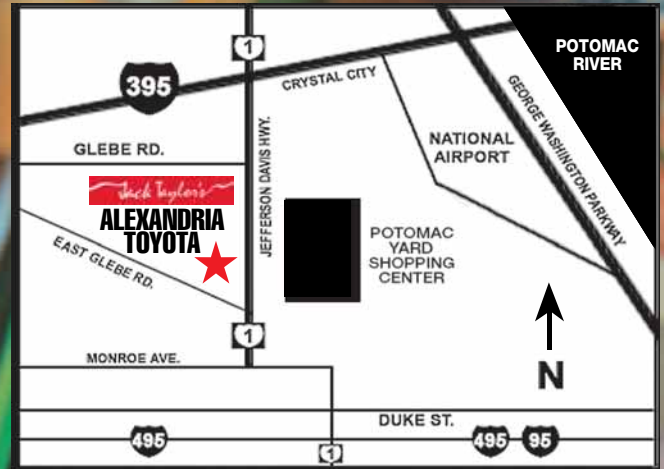 1
POTOMAC
RIVER
395
CRYSTAL CITY
GEORGE WASHINGTON PARKWAY
JEFFERSON DAVIS HWY.
NATIONAL
AIRPORT
GLEBE RD.
Jack Taylor's
ALEXANDRIA
TOYOTA
EAST GLEBE RD.
POTOMAC
YARD
SHOPPING
CENTER
1
MONROE AVE.
N
DUKE ST.
495
1
495
95